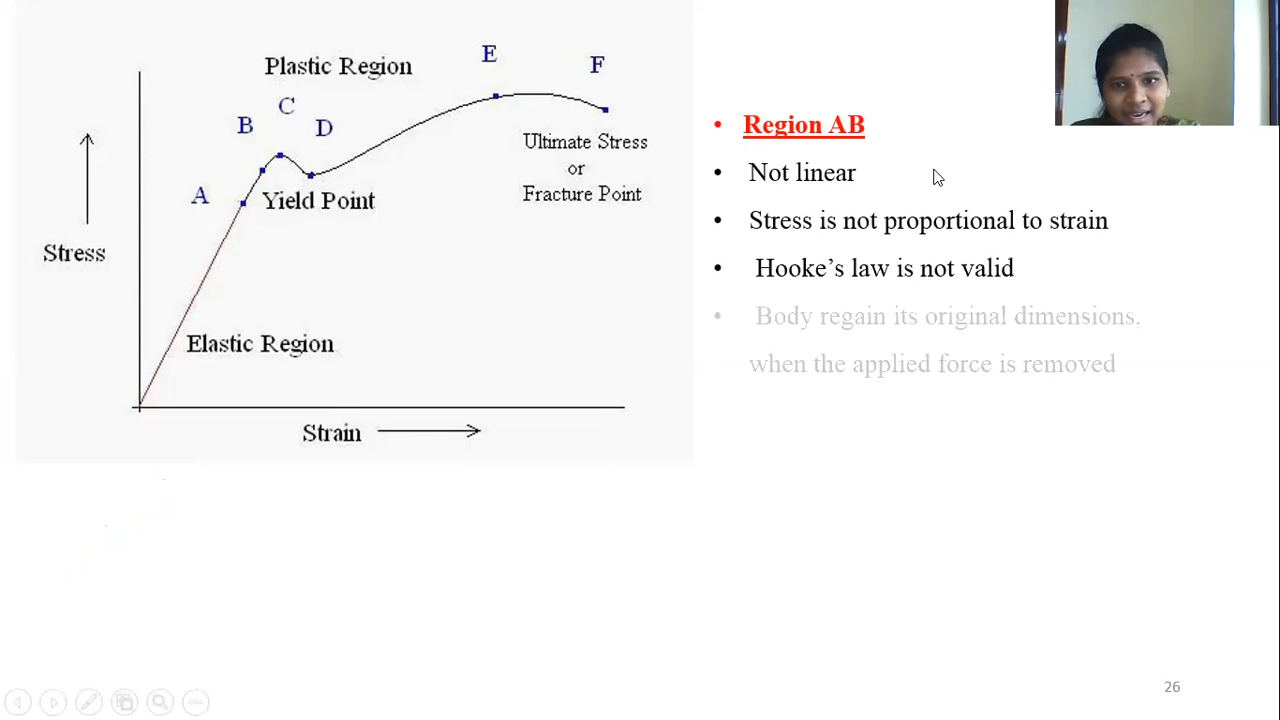 Plastic Region
E
F
C
B
D
A
Yield Point
Ultimate Stress
or
Fracture Point
Stress
Elastic Region
Strain
• Region AB
• Not linear
• Stress is not proportional to strain
• Hooke’s law is not valid
• Body regain its original dimensions,
when the applied force is removed
26